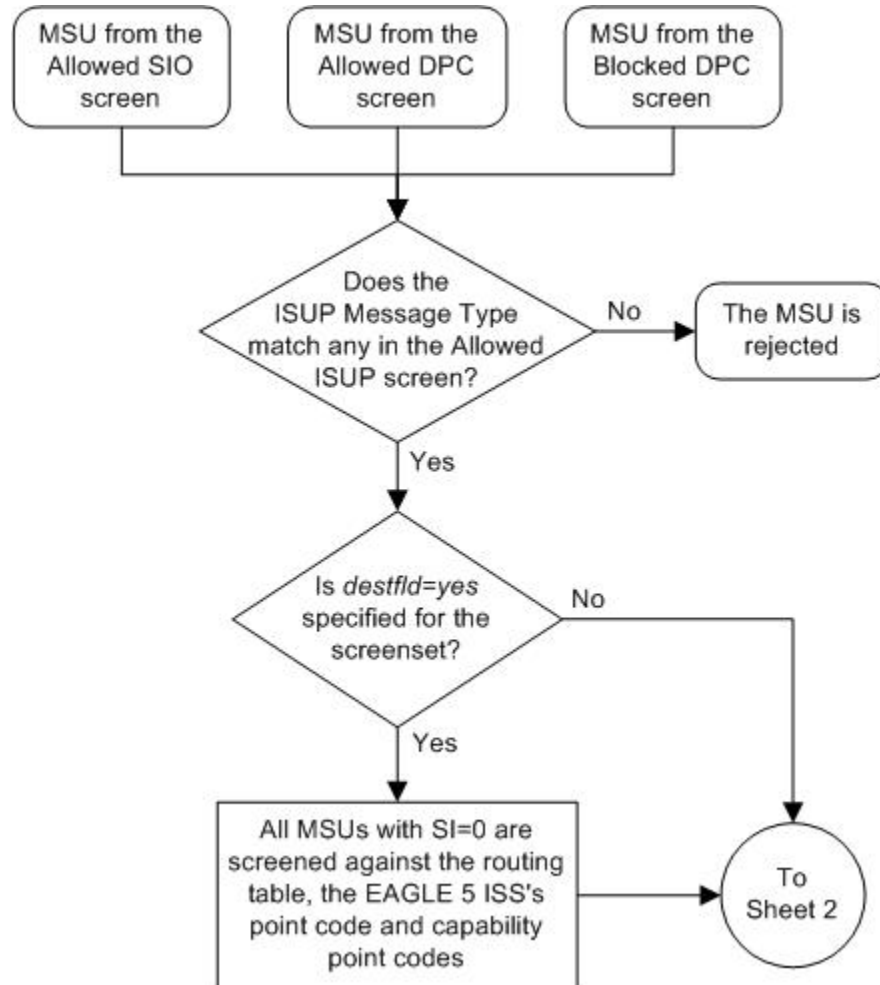 MSU from the
Allowed SIO
screen
MSU from the
Allowed DPC
screen
MSU from the
Blocked DPC
screen
Does the
ISUP Message Type
match any in the Allowed
ISUP screen?
No
The MSU is
rejected
Yes
Is destfld=yes
specified for the
screenset?
No
Yes
All MSUs with SI=0 are
screened against the routing
table, the EAGLE 5 ISS's
point code and capability
point codes
To
Sheet 2